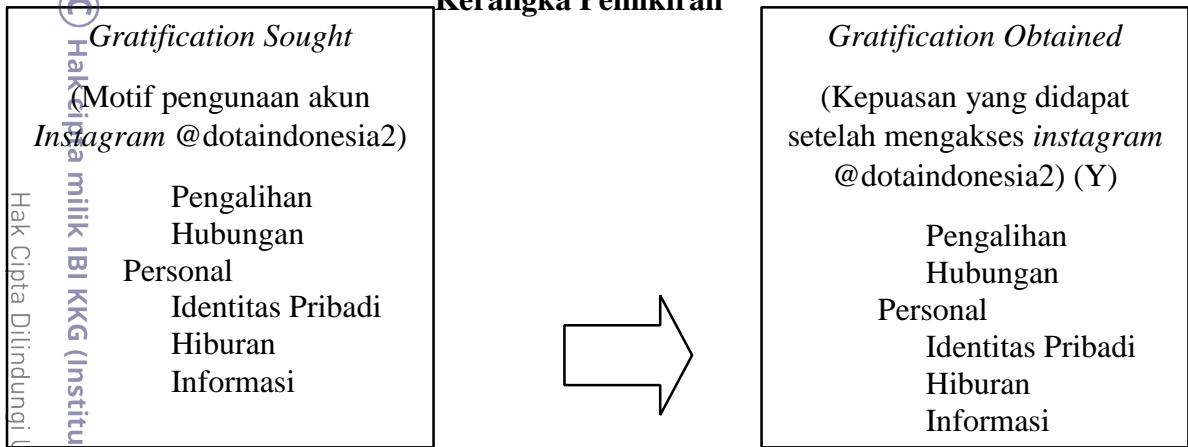 Kerangka Pemikiran
Gratification Sought
(Motif pengunaan akun
Instagram @dotaindonesia2)
Pengalihan
Hubungan
Personal
Identitas Pribadi
Hiburan
Informasi
Gratification Obtained
(Kepuasan yang didapat
setelah mengakses instagram
@dotaindonesia2) (Y)
Pengalihan
Hubungan
Personal
Identitas Pribadi
Hiburan
Informasi
Hak cipta milik IBI KKG (Institu
Hak Cipta Dilindungi